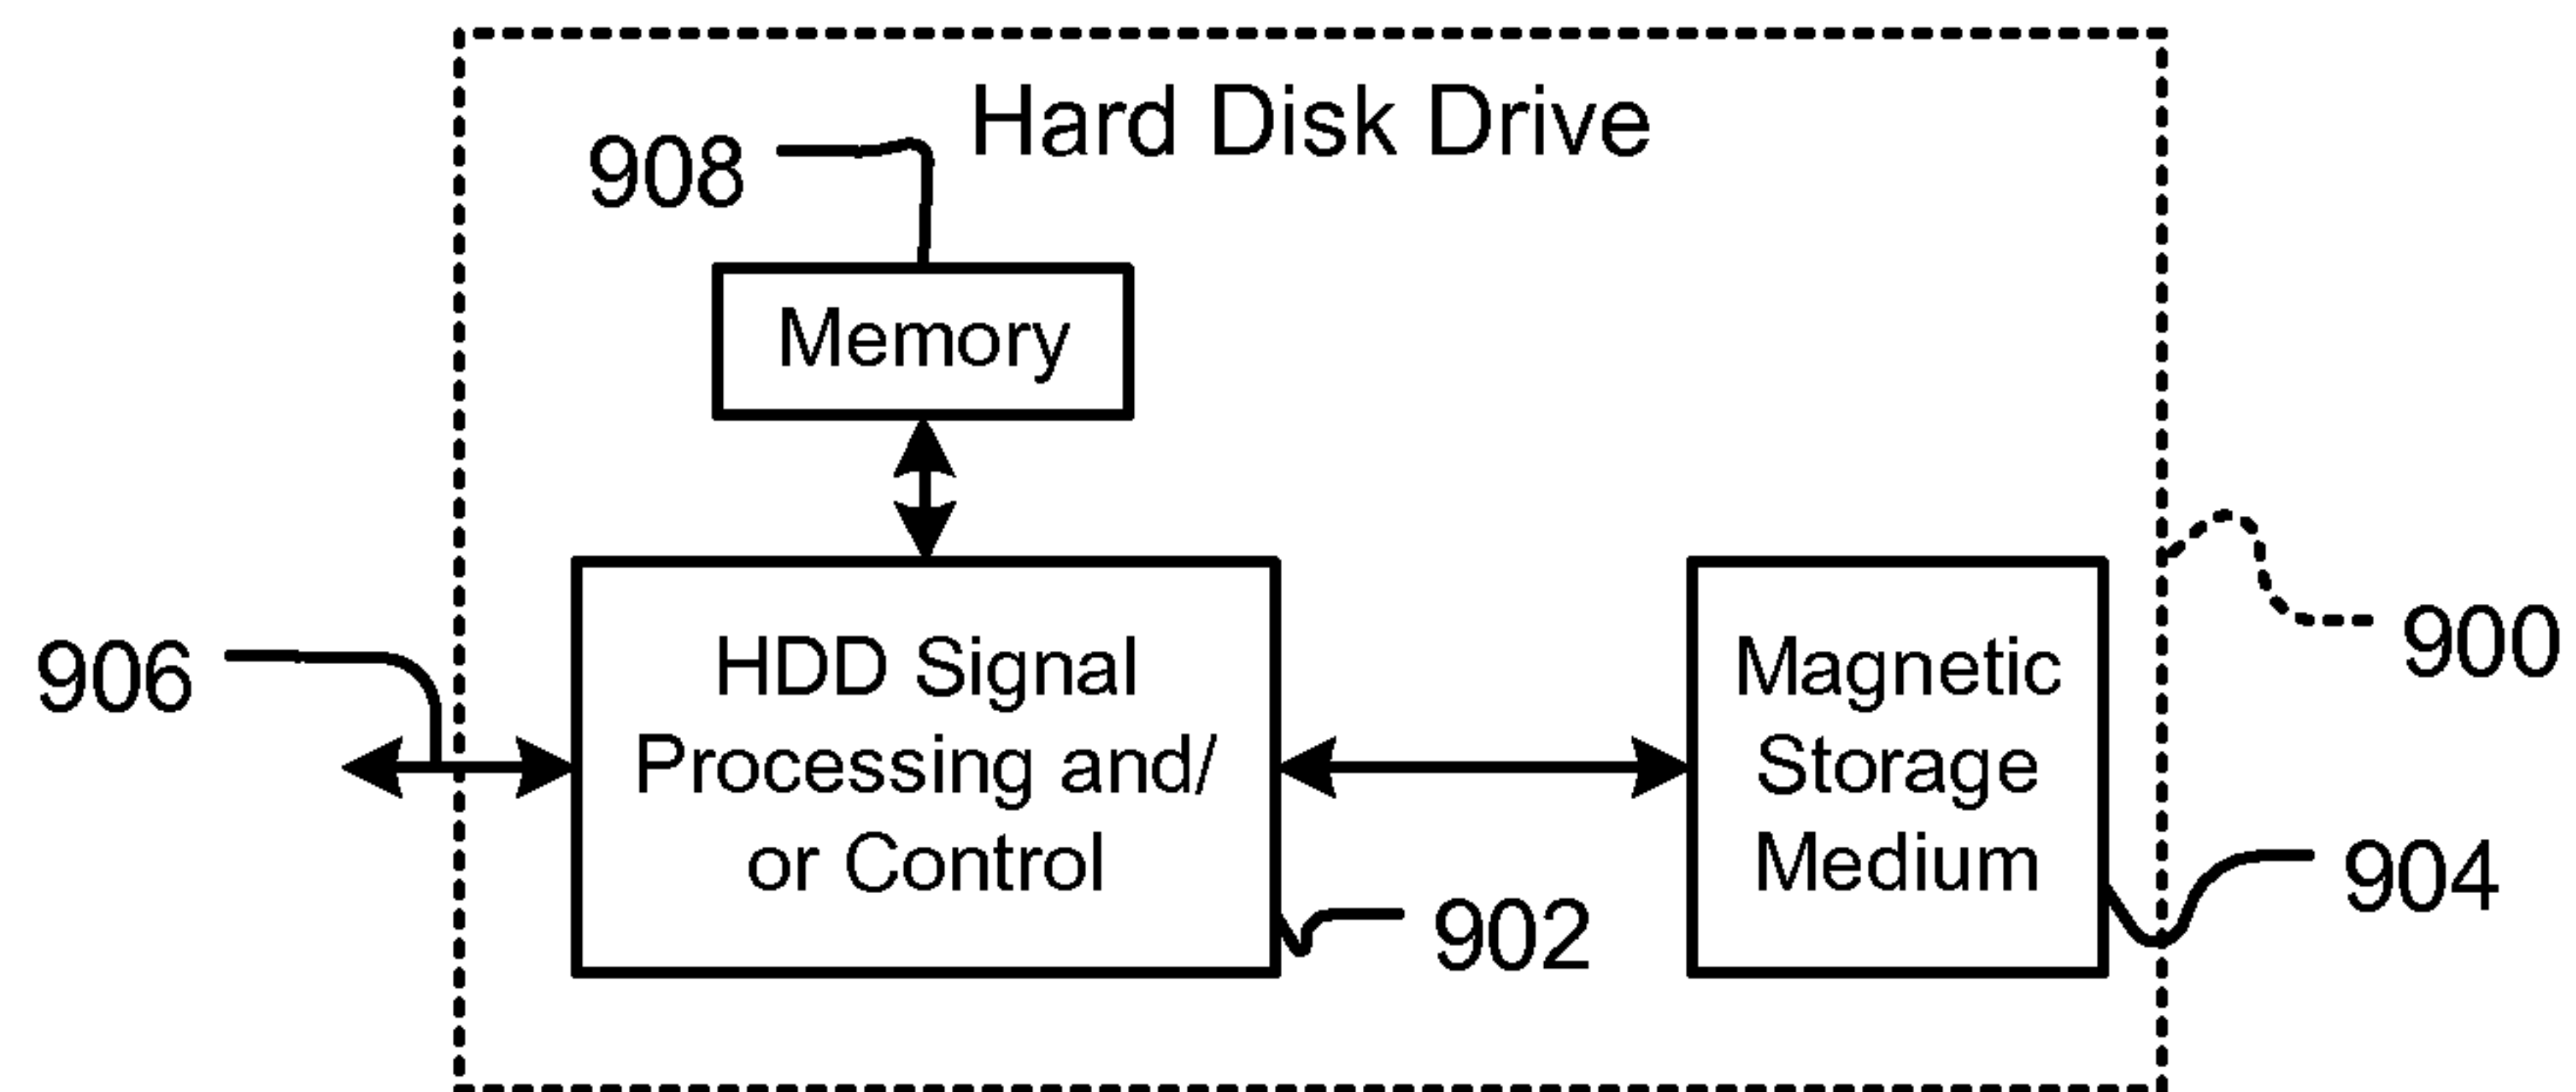 Hard Disk Drive
908
Memory
906
HDD Signal
Processing and/
or Control
902
Magnetic
Storage
Medium
900
904